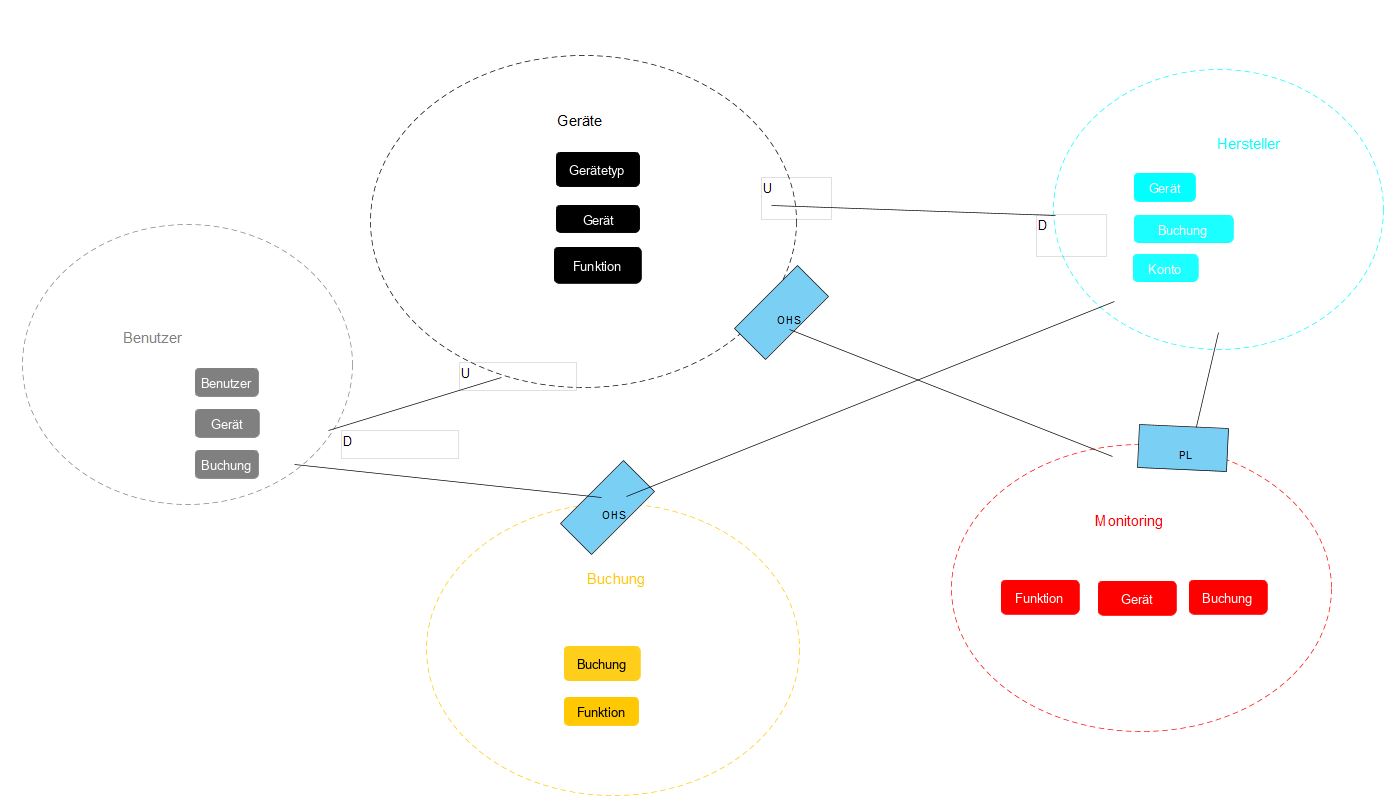 Geräte
Gerätetyp
Gerät
Funktion
U
OHS
U
Hersteller
Gerät
Buchung
Konto
D
Benutzer
Benutzer
Gerät
Buchung
D
OHS
Buchung
Buchung
Funktion
PL
Monitoring
Funktion
Gerät
Buchung